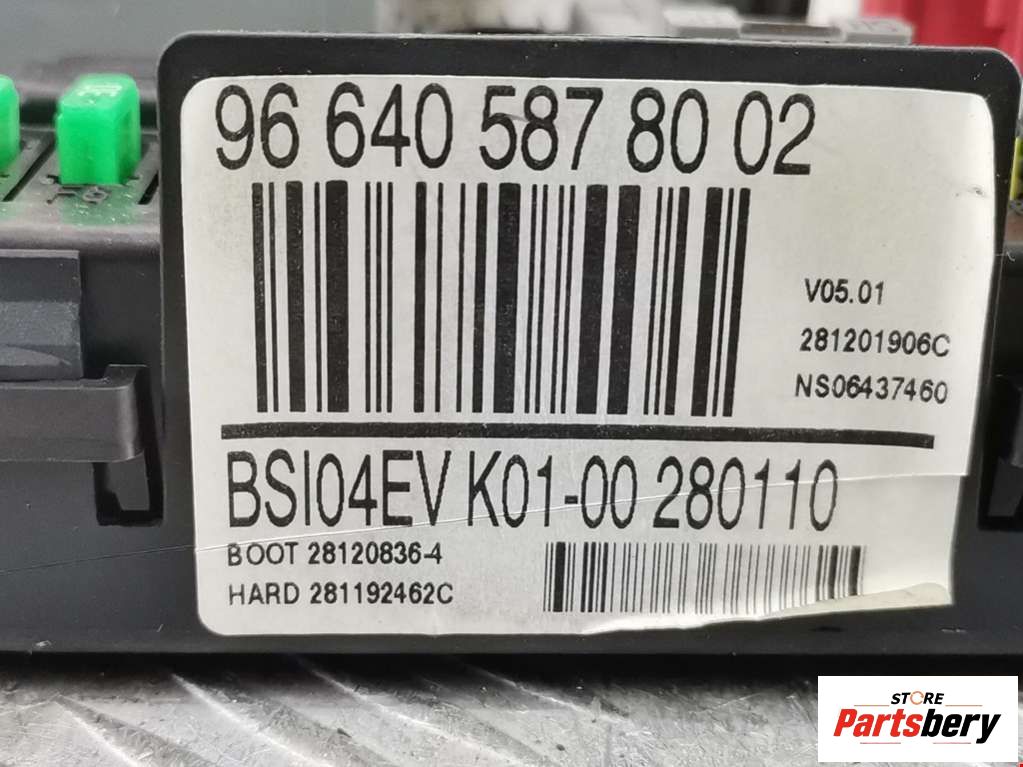 96 640 587 80 02
V05.01
281201906C
NS06437460
BSI04EV K01-00 280110
BOOT 28120836-4
HARD 281192462C
STORE
Partsbery